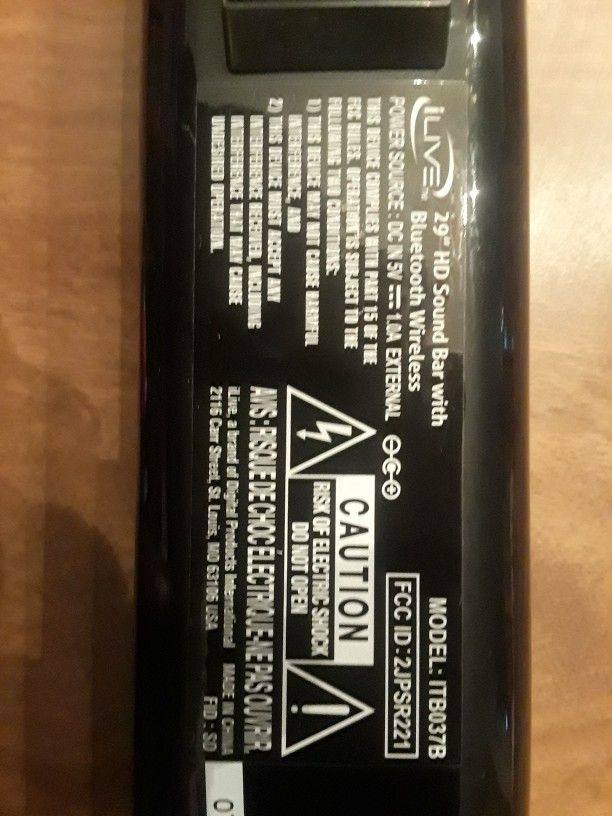 iLIVE™ 29" HD Sound Bar with
Bluetooth Wireless
MODEL: ITB037B
POWER SOURCE: DC IN 5V 1.0A EXTERNAL
FCC ID: 2JPSR221
THIS DEVICE COMPLIES WITH PART 15 OF THE
FCC RULES. OPERATION IS SUBJECT TO THE
FOLLOWING TWO CONDITIONS:
1) THIS DEVICE MAY NOT CAUSE HARMFUL
INTERFERENCE, AND
2) THIS DEVICE MUST ACCEPT ANY
INTERFERENCE RECEIVED, INCLUDING
INTERFERENCE THAT MAY CAUSE
UNDESIRED OPERATION.
CAUTION
RISK OF ELECTRIC SHOCK
DO NOT OPEN
AVIS: RISQUE DE CHOC ÉLECTRIQUE-NE PAS OUVRIR.
iLive, a brand of Digital Products International
MADE IN CHINA
2116 Carr Street, St. Louis, MO 63106 USA